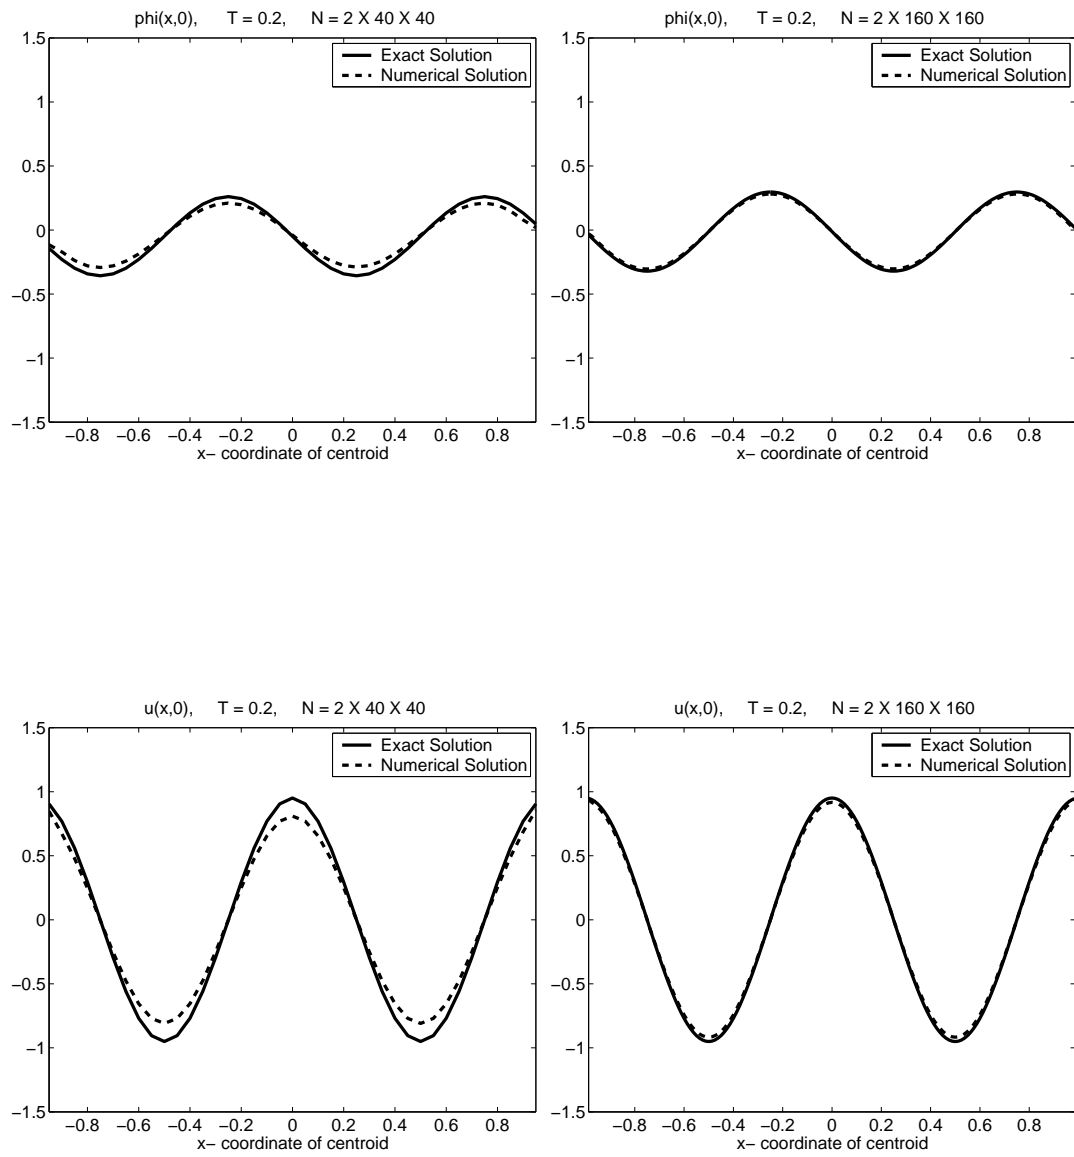 phi(x,0), T = 0.2, N = 2 X 40 X 40
1.5
1
0.5
0
−0.5
−1
−1.5
Exact Solution
Numerical Solution
−0.8 −0.6 −0.4 −0.2 0 0.2 0.4 0.6 0.8
x− coordinate of centroid
phi(x,0), T = 0.2, N = 2 X 160 X 160
1.5
1
0.5
0
−0.5
−1
−1.5
Exact Solution
Numerical Solution
−0.8 −0.6 −0.4 −0.2 0 0.2 0.4 0.6 0.8
x− coordinate of centroid
u(x,0), T = 0.2, N = 2 X 40 X 40
1.5
1
0.5
0
−0.5
−1
−1.5
Exact Solution
Numerical Solution
−0.8 −0.6 −0.4 −0.2 0 0.2 0.4 0.6 0.8
x− coordinate of centroid
u(x,0), T = 0.2, N = 2 X 160 X 160
1.5
1
0.5
0
−0.5
−1
−1.5
Exact Solution
Numerical Solution
−0.8 −0.6 −0.4 −0.2 0 0.2 0.4 0.6 0.8
x− coordinate of centroid